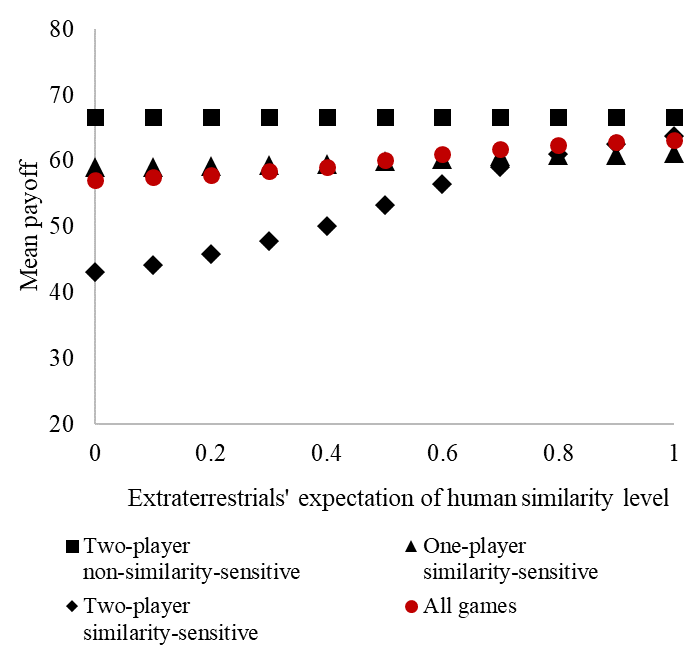 80
70
60
50
40
30
20
Mean payoff
0
0.2
0.4
0.6
0.8
1
Extraterrestrials' expectation of human similarity level
Two-player
non-similarity-sensitive
One-player
similarity-sensitive
Two-player
similarity-sensitive
All games